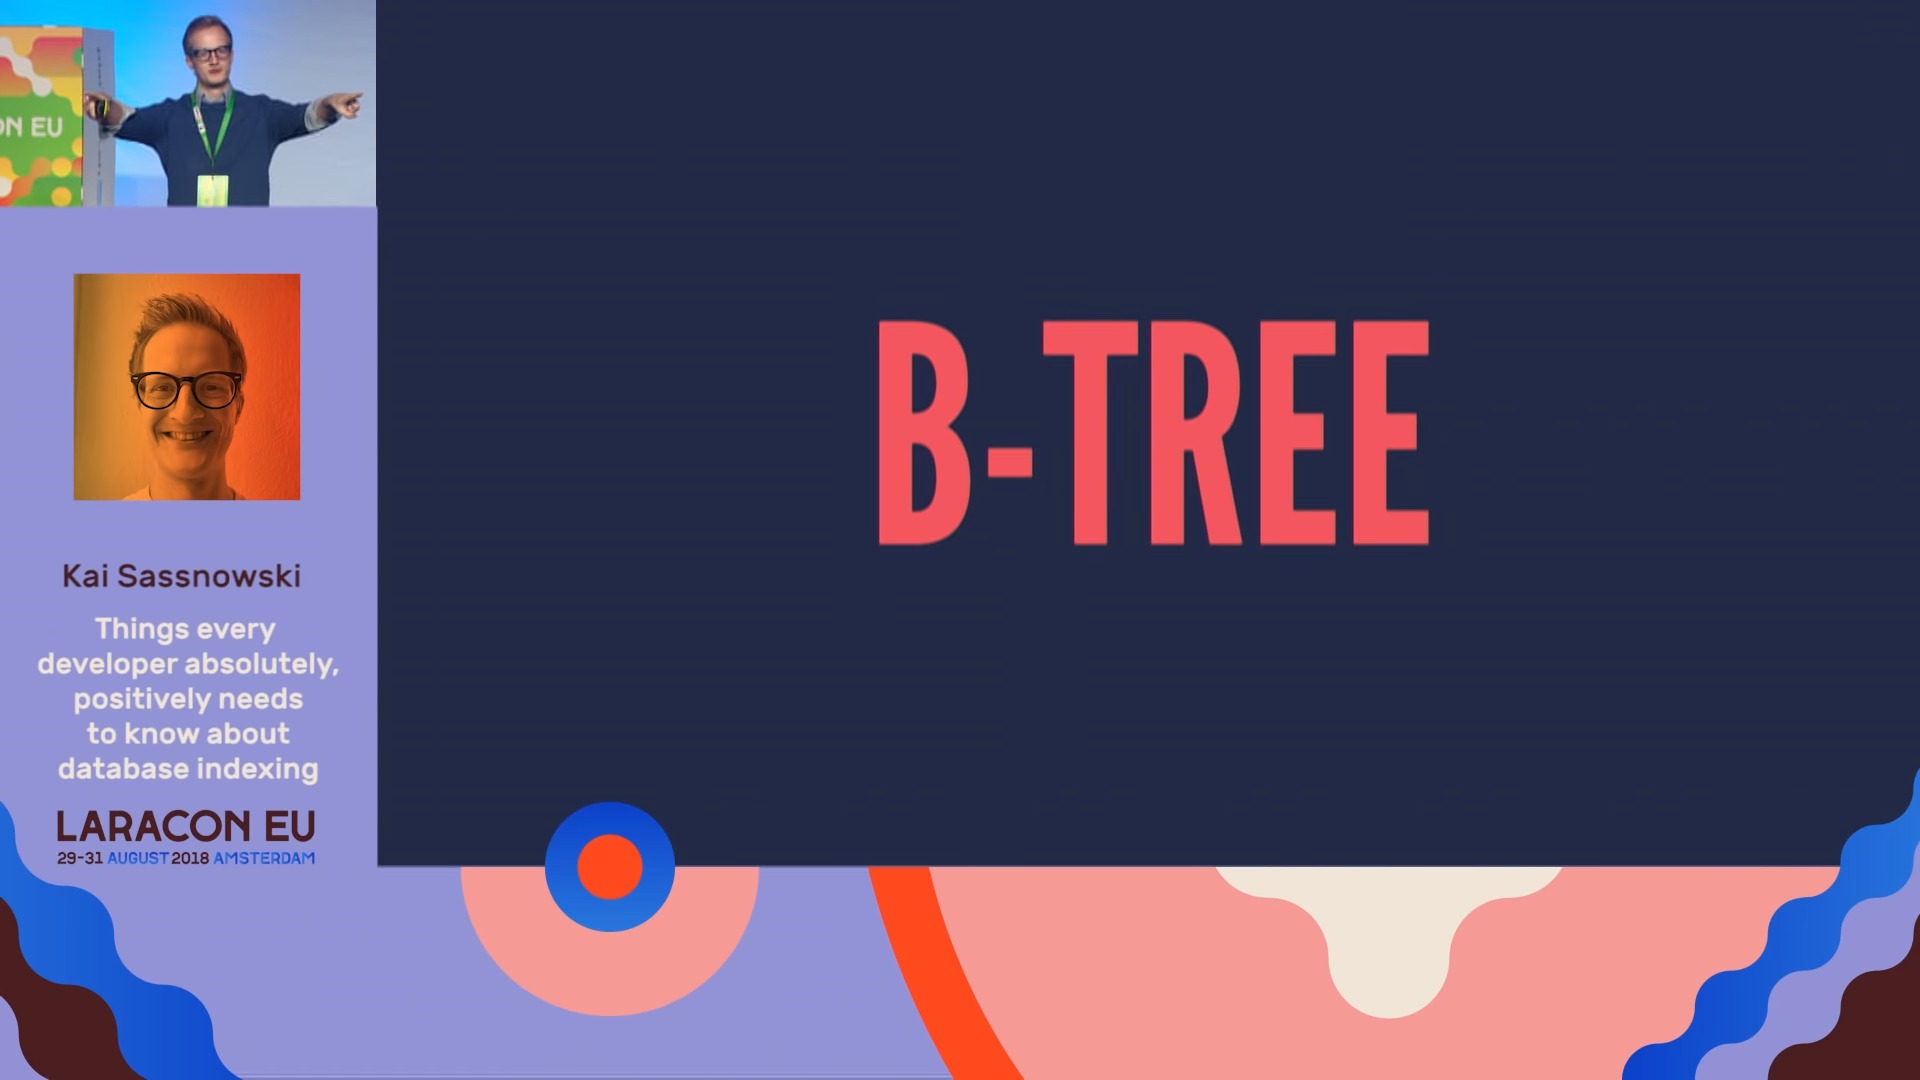 ON EU
B-TREE
Kai Sassnowski
Things every
developer absolutely,
positively needs
to know about
database indexing
LARACON EU
29-31 AUGUST 2018 AMSTERDAM